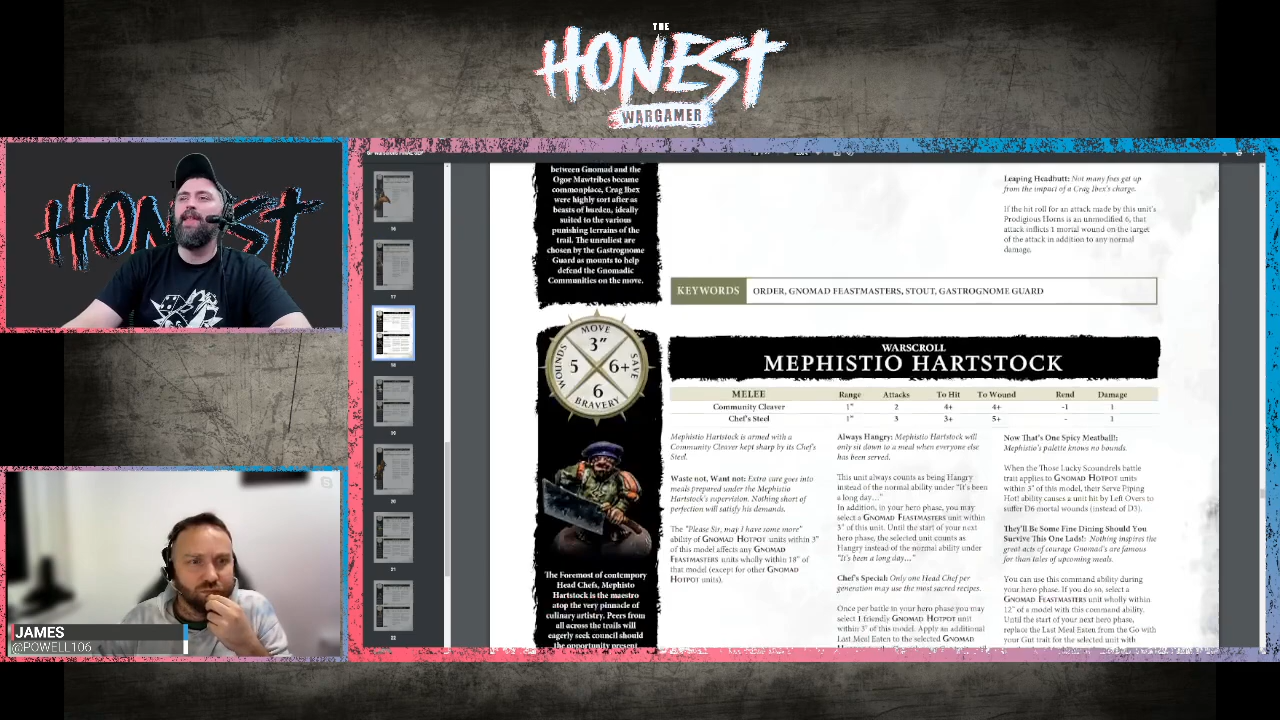 THE
HONEST
WARGAMER
HONEST
JAMES
@POWELL106
16
17
18
19
20
21
22
between Gnomad and the
Ogor Mawtribes became
commonplace, Crag Ibex
were highly sort after as
beasts of burden, ideally
suited to the various
punishing terrains of the
trail. The unruliest are
chosen by the Gastrognome
Guard as mounts to help
defend the Gnomadic
Communities on the move.
Leaping Headbutt: Not many foes get up
from the impact of a Crag Ibex's charge.
If the hit roll for an attack made by this unit's
Prodigious Horns is an unmodified 6, that
attack inflicts 1 mortal wound on the target
of the attack in addition to any normal
damage.
KEYWORDS ORDER, GNOMAD FEASTMASTERS, STOUT, GASTROGNOME GUARD
MOVE
3"
WOUNDS 5 6+ SAVE
6
BRAVERY
WARSCROLL
MEPHISTIO HARTSTOCK
MELEE Range Attacks To Hit To Wound Rend Damage
Community Cleaver 1" 2 4+ 4+ -1 1
Chef's Steel 1" 3 3+ 5+ - 1
Mephistio Hartstock is armed with a
Community Cleaver kept sharp by its Chef's
Steel.
Waste not, Want not: Extra care goes into
meals prepared under the Mephistio
Hartstock's supervision. Nothing short of
perfection will satisfy his demands.
The "Please Sir, may I have some more"
ability of GNOMAD HOTPOT units within 3"
of this model affects any GNOMAD
FEASTMASTERS units wholly within 18" of
that model (except for other GNOMAD
HOTPOT units).
Always Hangry: Mephistio Hartstock will
only sit down to a meal when everyone else
has been served.
This unit always counts as being Hangry
instead of the normal ability under "It's been
a long day…"
In addition, in your hero phase, you may
select a GNOMAD FEASTMASTERS unit within
3" of this unit. Until the start of your next
hero phase, the selected unit counts as
Hangry instead of the normal ability under
"It's been a long day…"
Chef's Special: Only one Head Chef per
generation may use the most sacred recipes.
Once per battle in your hero phase you may
select 1 friendly GNOMAD HOTPOT unit
within 3" of this model. Apply an additional
Last Meal Eaten to the selected GNOMAD
Now That's One Spicy Meatball!:
Mephistio's palette knows no bounds.
When the Those Lucky Scoundrels battle
trait applies to GNOMAD HOTPOT units
within 3" of this model, their Serve Piping
Hot! ability causes a unit hit by Left Overs to
suffer D6 mortal wounds (instead of D3).
They'll Be Some Fine Dining Should You
Survive This One Lads!: Nothing inspires the
great acts of courage Gnomad's are famous
for than tales of upcoming meals.
You can use this command ability during
your hero phase. If you do so, select a
GNOMAD FEASTMASTERS unit wholly within
12" of a model with this command ability.
Until the start of your next hero phase,
replace the Last Meal Eaten from the Go with
your Gut trait for the selected unit with
The Foremost of contempory
Head Chefs, Mephisto
Hartstock is the maestro
atop the very pinnacle of
culinary artistry. Peers from
all across the trails will
eagerly seek council should
the opportunity present